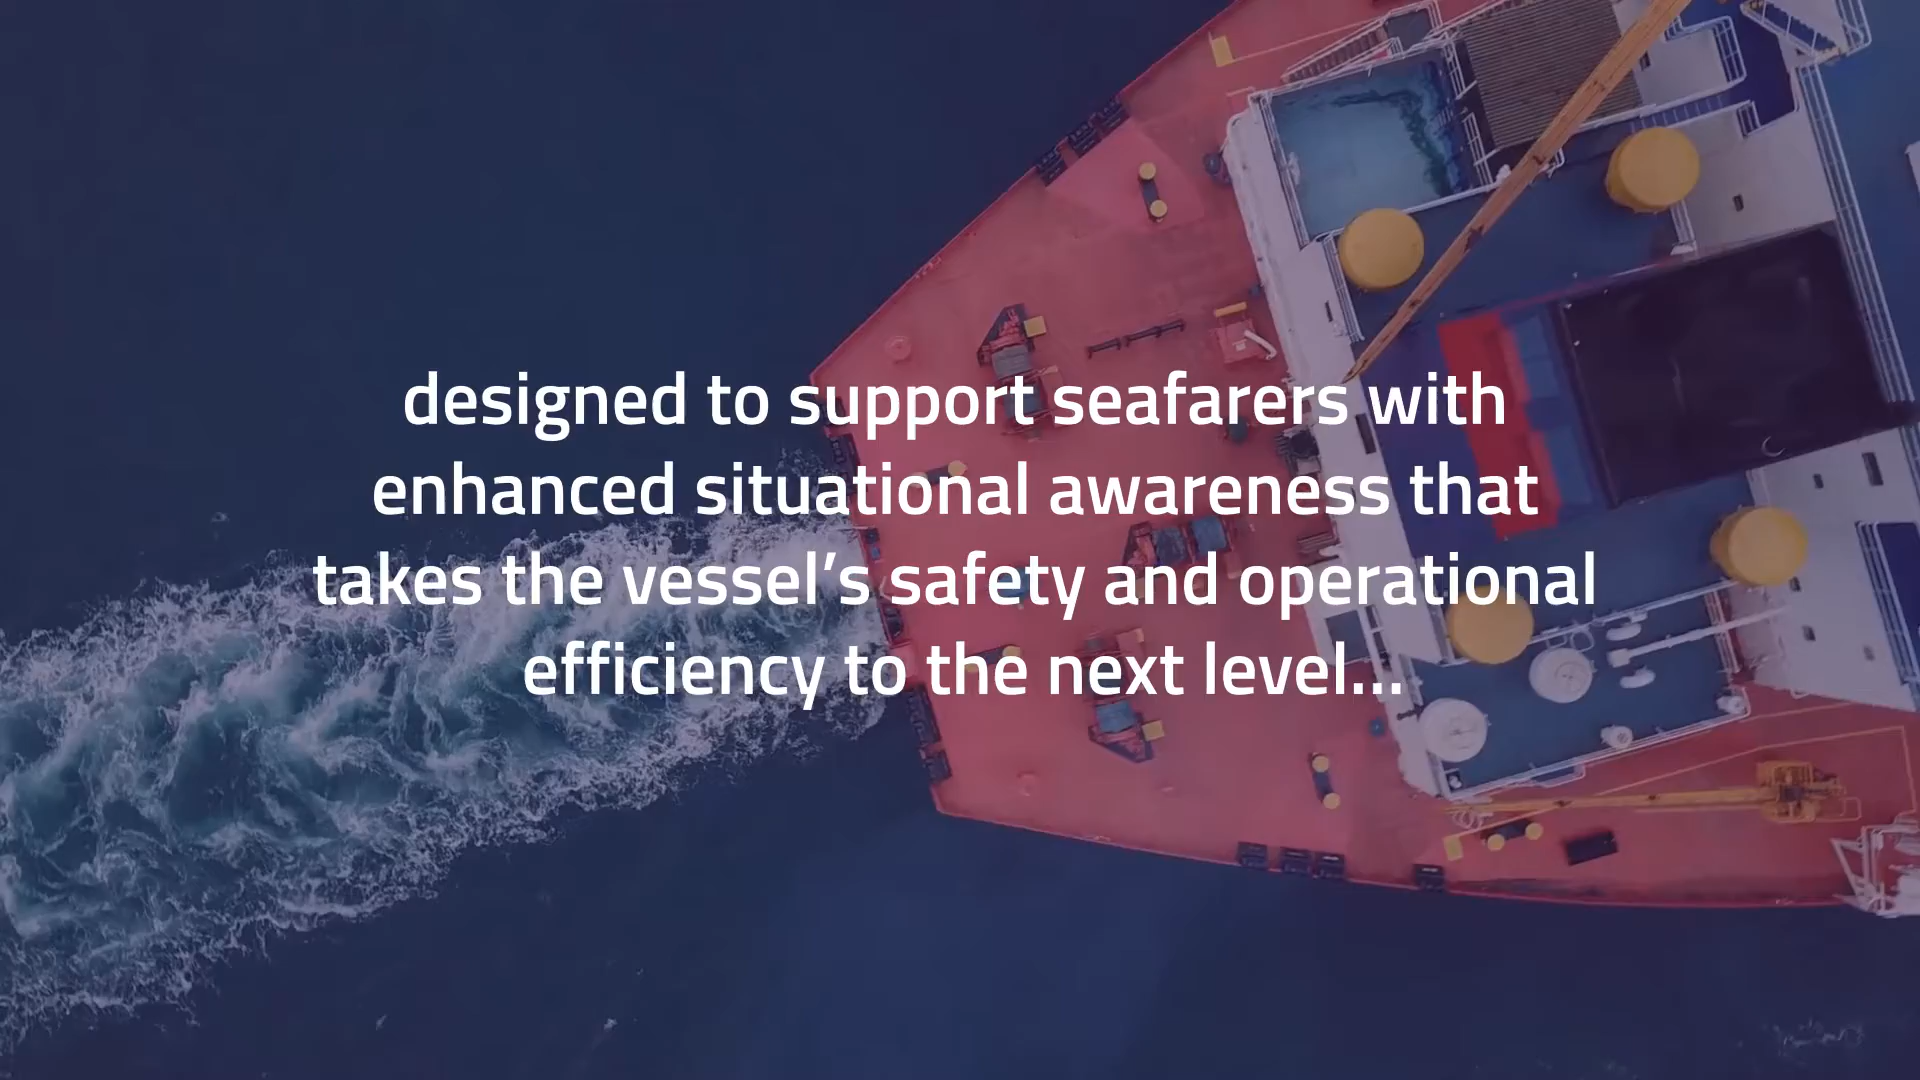 designed to support seafarers with
enhanced situational awareness that
takes the vessel’s safety and operational
efficiency to the next level...